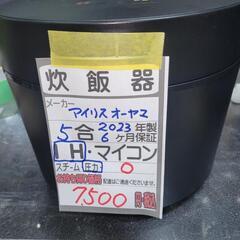 炊飯器
メーカー
アイリスオーヤマ
5合 2023年製
6ヶ月保証
IH・マイコン
スチーム 圧力 ○
7500